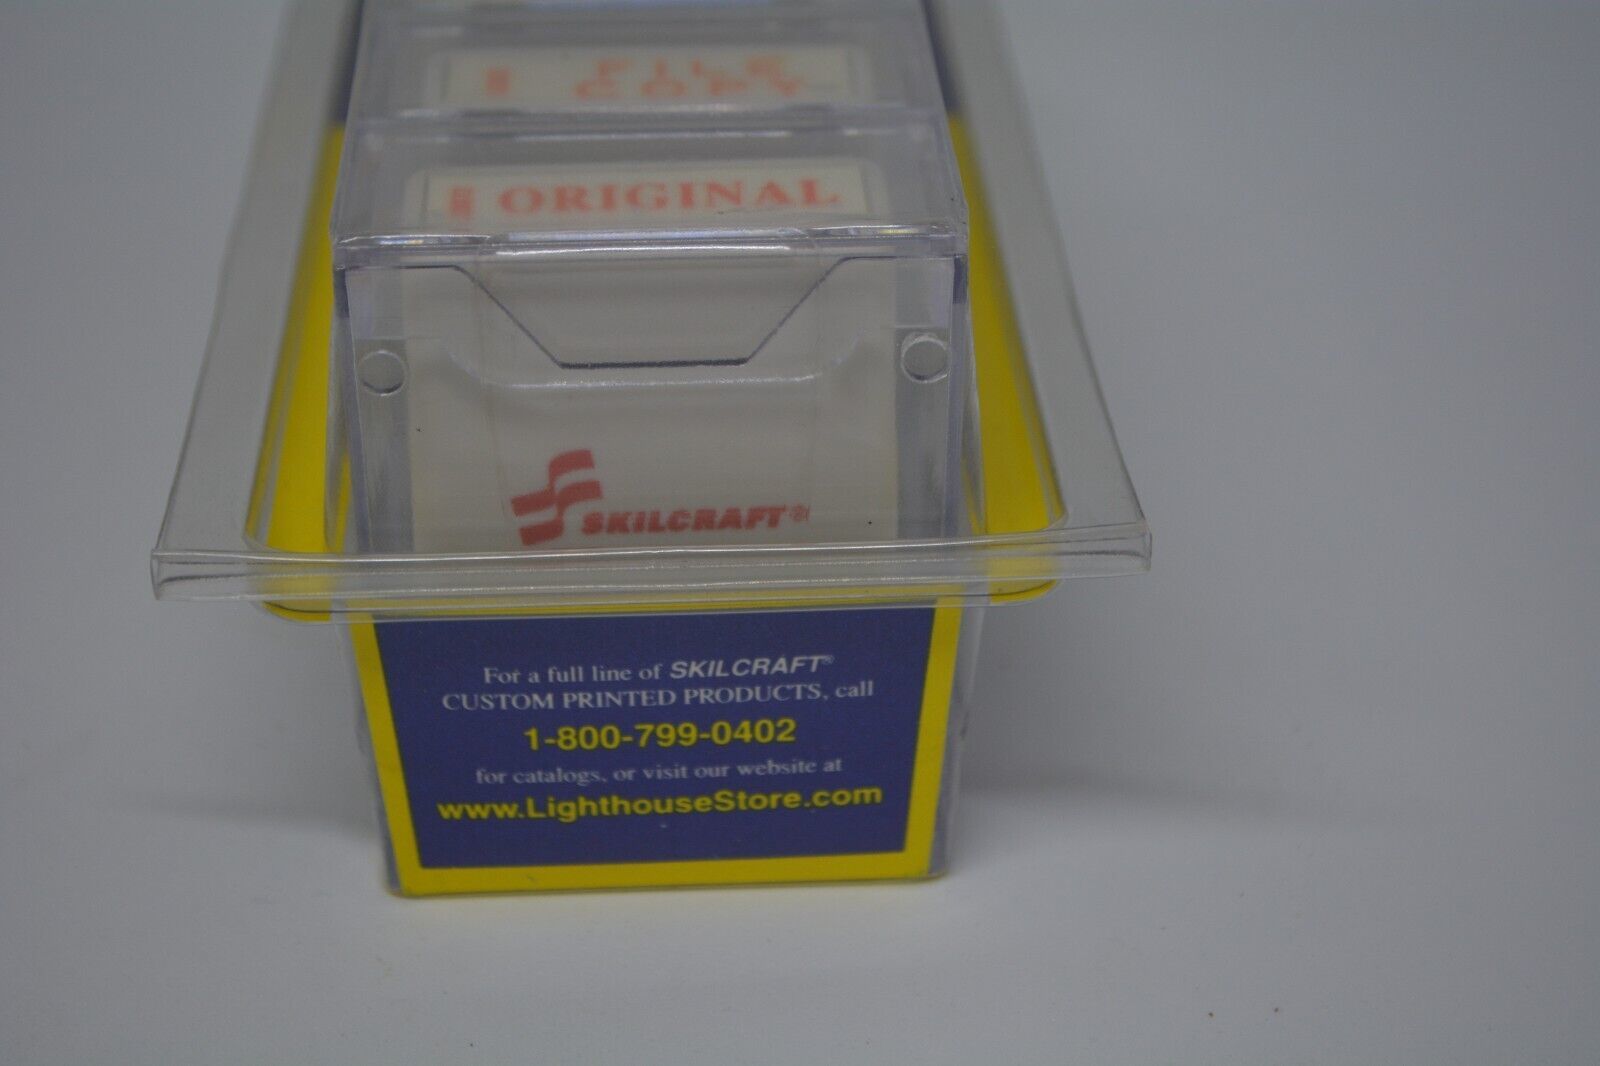 FILE
COPY
ORIGINAL
SKILCRAFT®
For a full line of SKILCRAFT®
CUSTOM PRINTED PRODUCTS, call
1-800-799-0402
for catalogs, or visit our website at
www.LighthouseStore.com